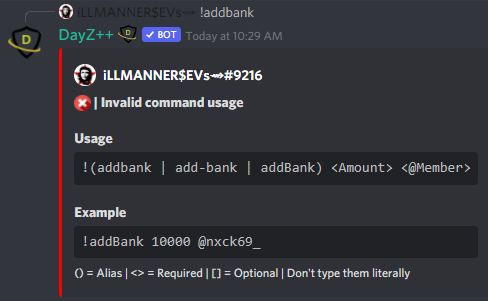 iLLMANNER$EVs⇝ !addbank
DayZ++ ✓ BOT Today at 10:29 AM
iLLMANNER$EVs⇝#9216
❌ | Invalid command usage
Usage
!(addbank | add-bank | addBank) <Amount> <@Member>
Example
!addBank 10000 @nxck69_
() = Alias | <> = Required | [] = Optional | Don't type them literally